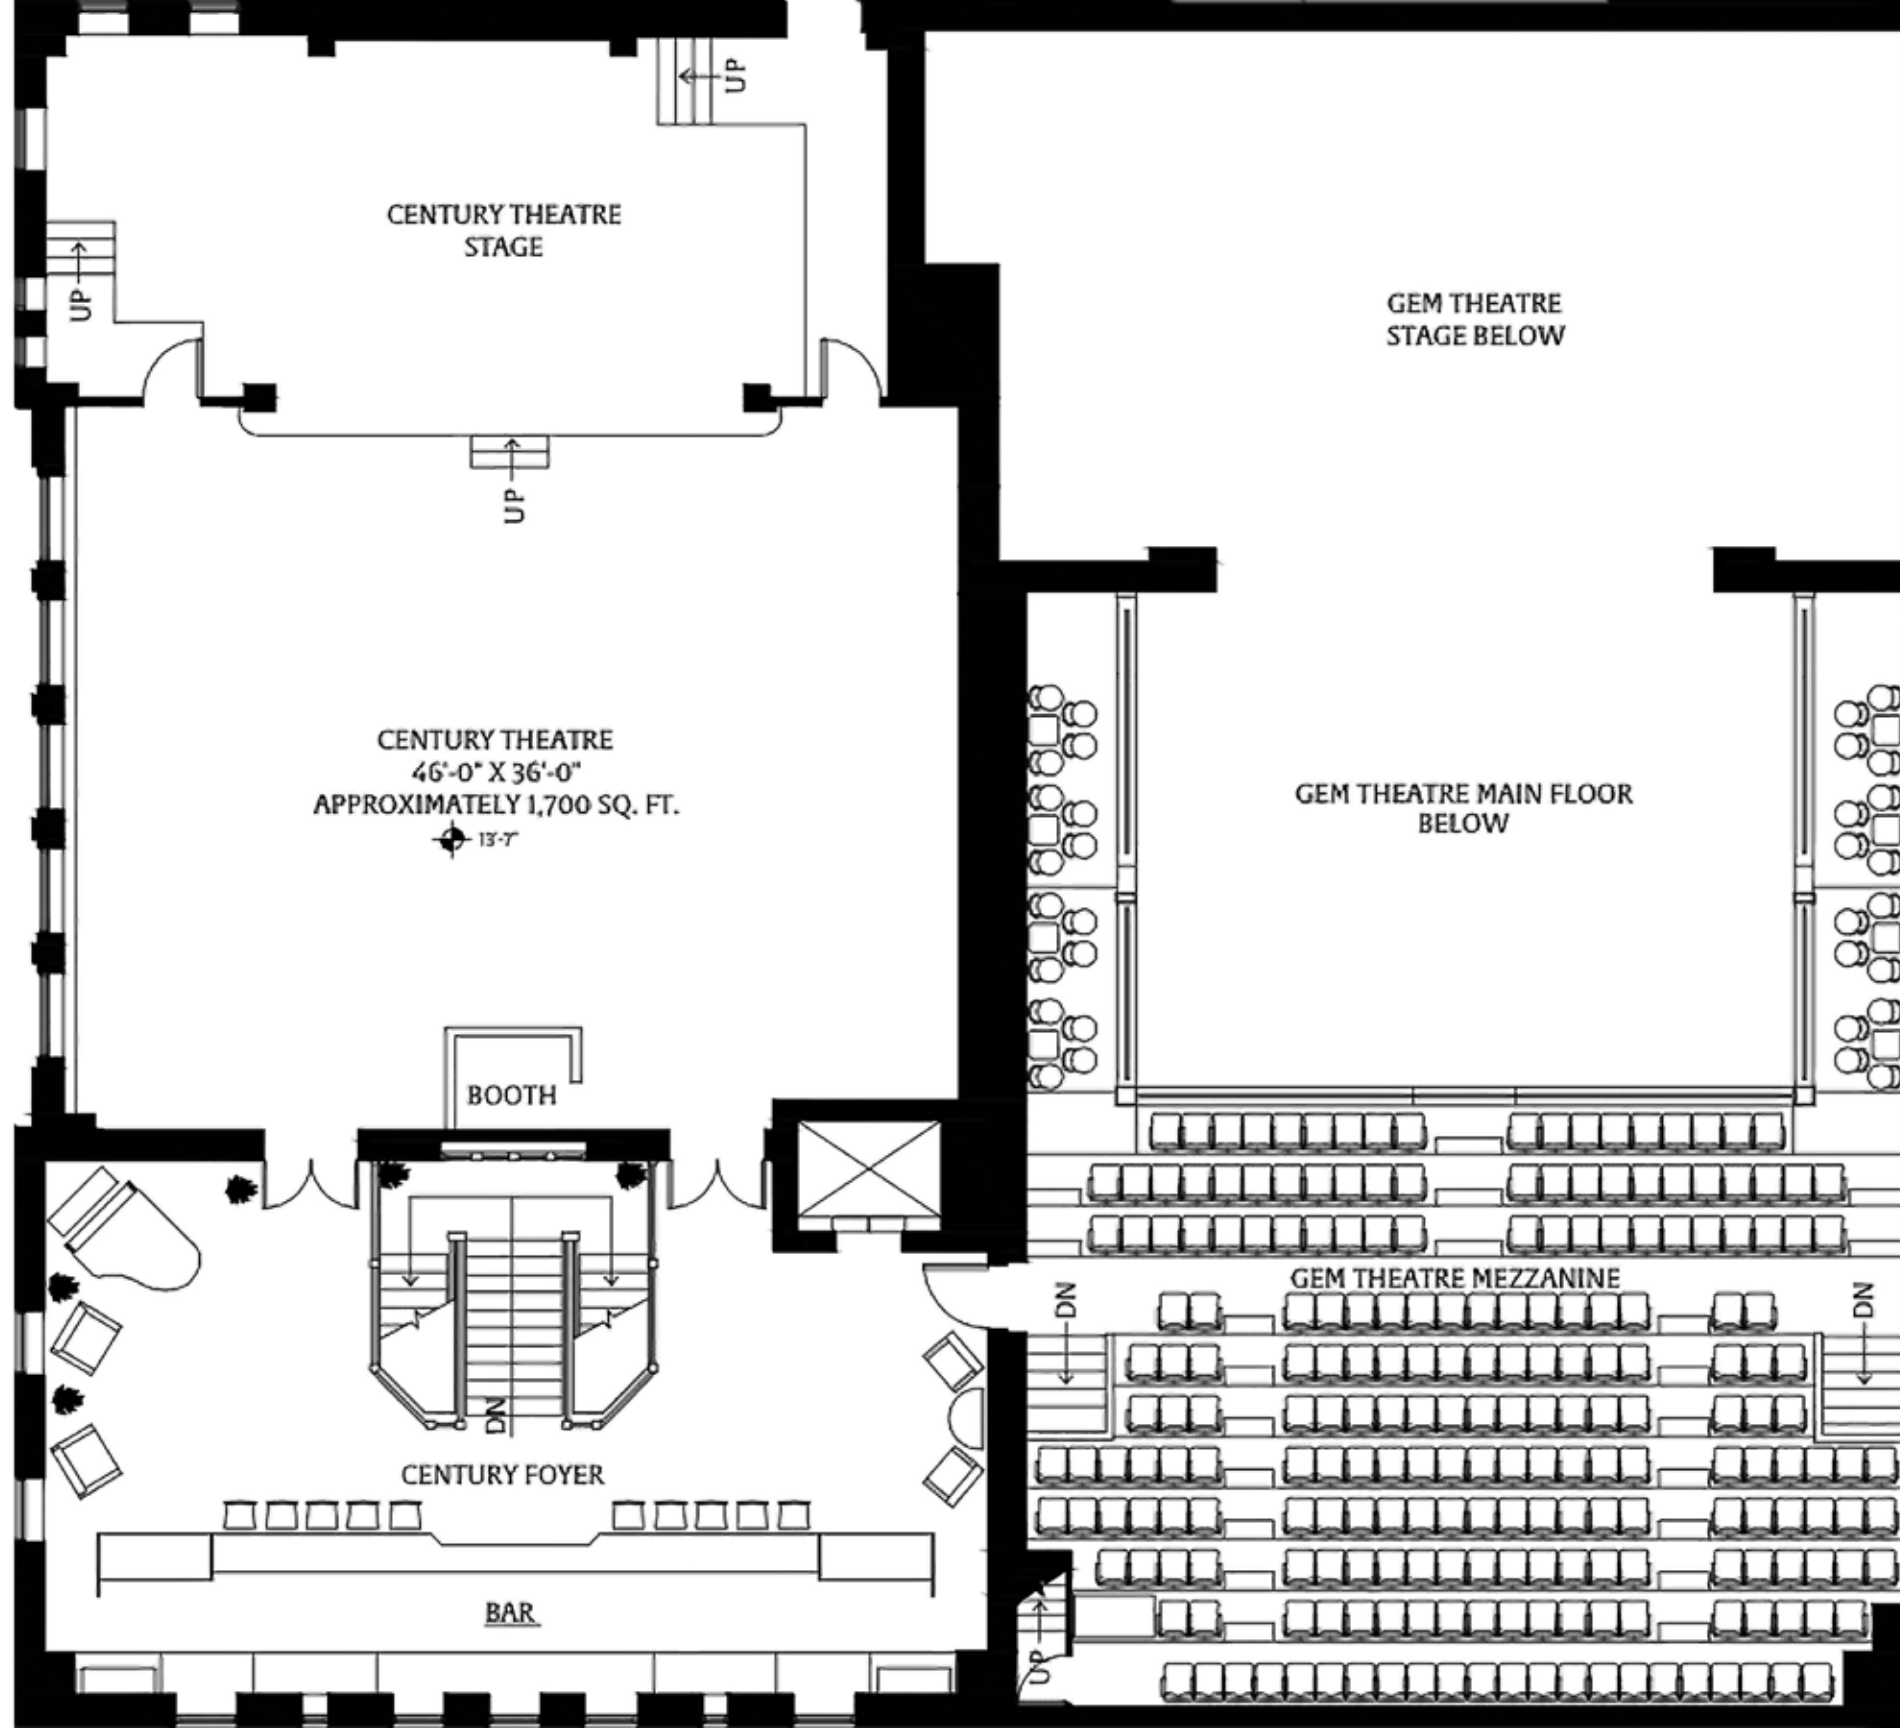 UP
CENTURY THEATRE
STAGE
UP
GEM THEATRE
STAGE BELOW
UP
CENTURY THEATRE
46'-0" X 36'-0"
APPROXIMATELY 1,700 SQ. FT.
13'-7"
GEM THEATRE MAIN FLOOR
BELOW
BOOTH
GEM THEATRE MEZZANINE
DN
DN
DN
CENTURY FOYER
BAR
UP